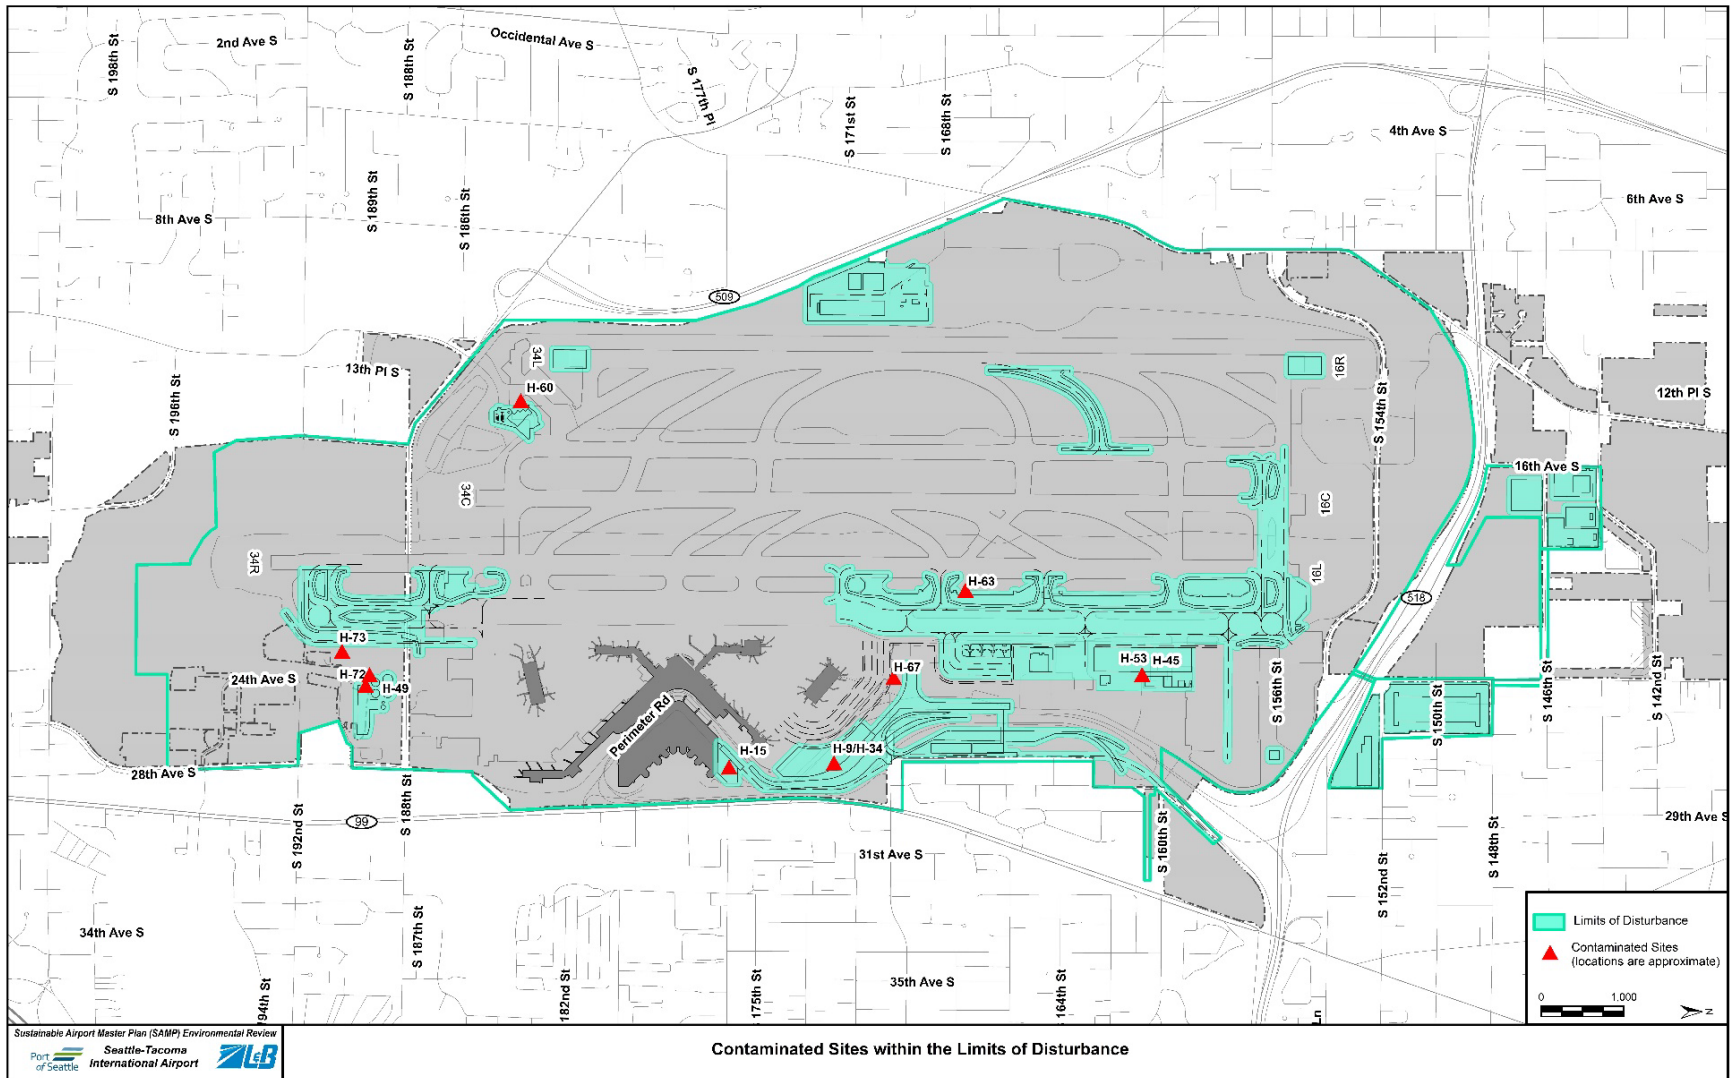 2nd Ave S
Occidental Ave S
S 198th St
S 188th St
S 177th Pl
S 171st St
S 168th St
4th Ave S
6th Ave S
8th Ave S
S 189th St
S 186th St
509
13th Pl S
S 196th St
34L
H-60
16R
S 154th St
12th Pl S
16th Ave S
34C
16C
34R
H-63
16L
518
H-73
H-72
H-49
24th Ave S
H-67
H-53
H-45
S 156th St
S 150th St
S 146th St
S 142nd St
Perimeter Rd
H-15
H-9/H-34
28th Ave S
99
S 192nd St
S 188th St
31st Ave S
S 160th St
S 152nd St
S 148th St
29th Ave S
34th Ave S
S 187th St
194th St
182nd St
S 175th St
35th Ave S
S 164th St
Ln
Limits of Disturbance
Contaminated Sites
(locations are approximate)
0 1,000
Z
Sustainable Airport Master Plan (SAMP) Environmental Review
Port
of Seattle
Seattle-Tacoma
International Airport
L&B
Contaminated Sites within the Limits of Disturbance